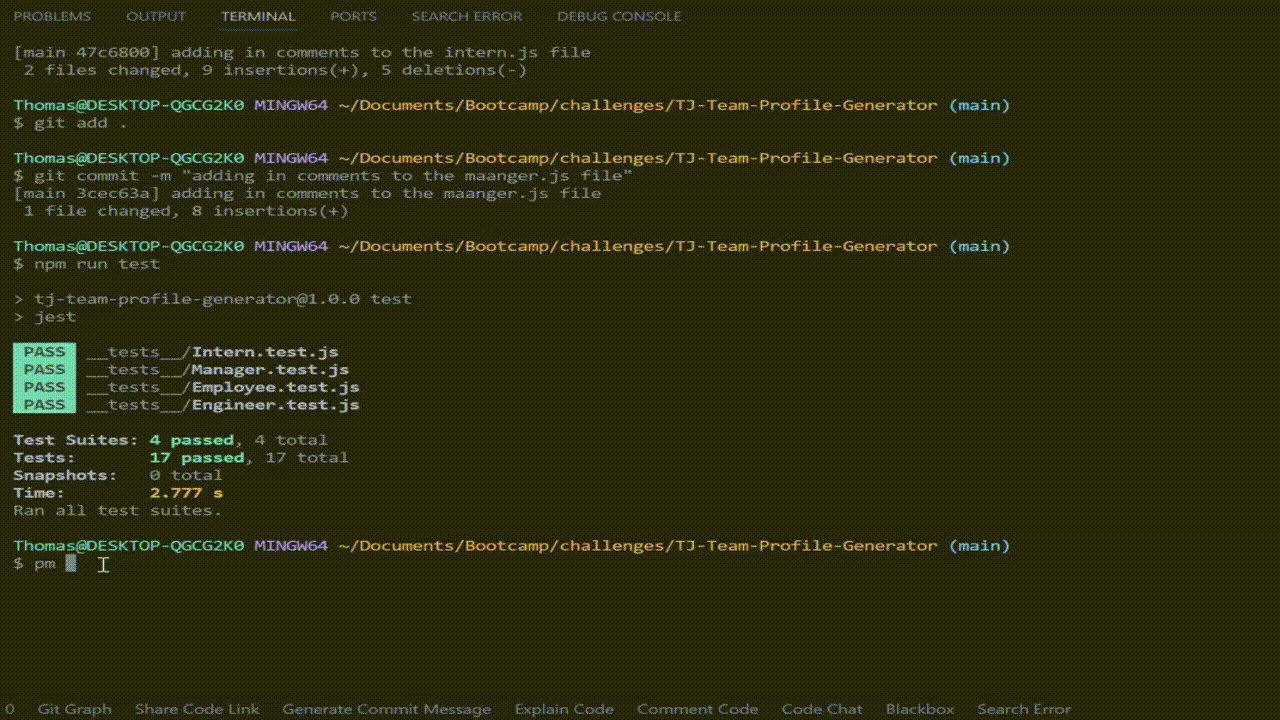 PROBLEMS OUTPUT TERMINAL PORTS SEARCH ERROR DEBUG CONSOLE
[main 47c6800] adding in comments to the intern.js file
2 files changed, 9 insertions(+), 5 deletions(-)
Thomas@DESKTOP-QGCG2K0 MINGW64 ~/Documents/Bootcamp/challenges/TJ-Team-Profile-Generator (main)
$ git add .
Thomas@DESKTOP-QGCG2K0 MINGW64 ~/Documents/Bootcamp/challenges/TJ-Team-Profile-Generator (main)
$ git commit -m "adding in comments to the maanger.js file"
[main 3cec63a] adding in comments to the maanger.js file
1 file changed, 8 insertions(+)
Thomas@DESKTOP-QGCG2K0 MINGW64 ~/Documents/Bootcamp/challenges/TJ-Team-Profile-Generator (main)
$ npm run test
> tj-team-profile-generator@1.0.0 test
> jest
PASS __tests__/Intern.test.js
PASS __tests__/Manager.test.js
PASS __tests__/Employee.test.js
PASS __tests__/Engineer.test.js
Test Suites: 4 passed, 4 total
Tests: 17 passed, 17 total
Snapshots: 0 total
Time: 2.777 s
Ran all test suites.
Thomas@DESKTOP-QGCG2K0 MINGW64 ~/Documents/Bootcamp/challenges/TJ-Team-Profile-Generator (main)
$ pm
0 Git Graph Share Code Link Generate Commit Message Explain Code Comment Code Code Chat Blackbox Search Error